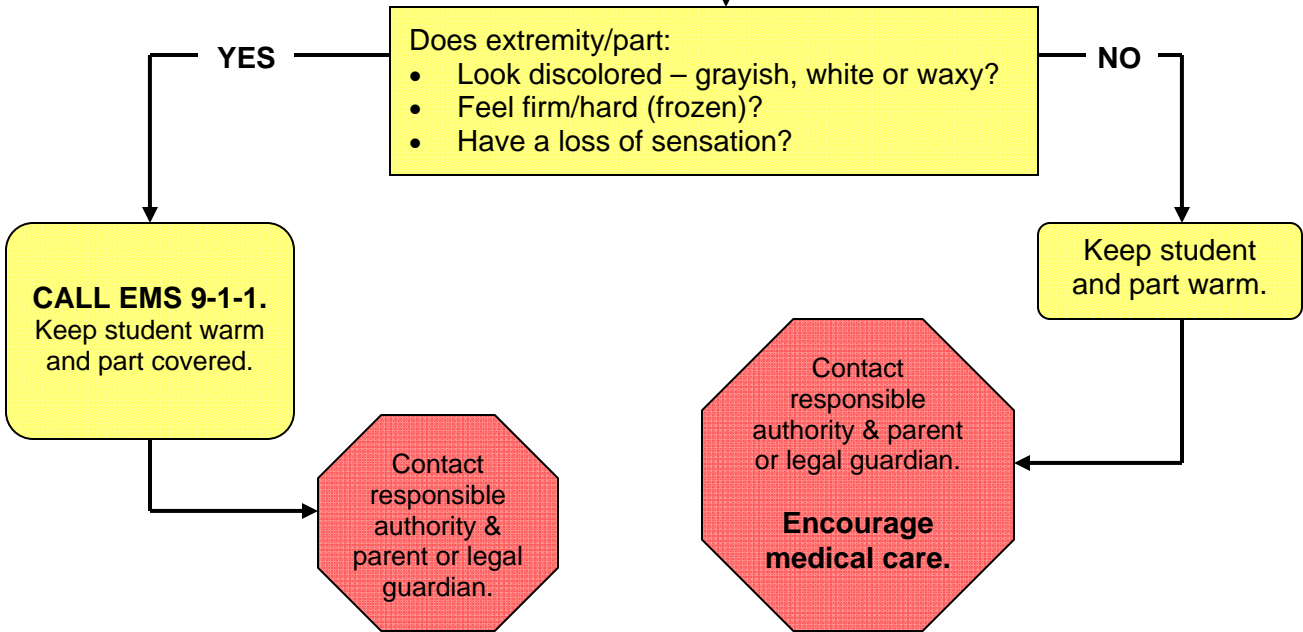 Does extremity/part:
• Look discolored – grayish, white or waxy?
• Feel firm/hard (frozen)?
• Have a loss of sensation?
YES
NO
CALL EMS 9-1-1.
Keep student warm
and part covered.
Keep student
and part warm.
Contact
responsible
authority &
parent or legal
guardian.
Contact
responsible
authority & parent
or legal guardian.
Encourage
medical care.